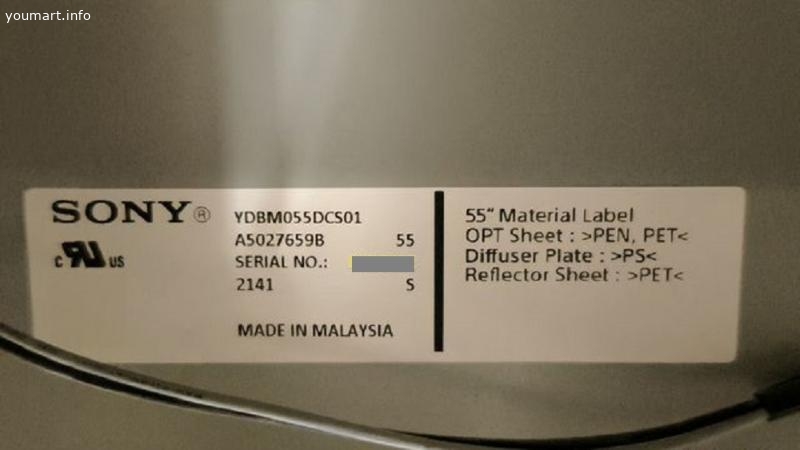 youmart.info
SONY®
YDBM055DCS01
A5027659B 55
SERIAL NO.:
2141 S
MADE IN MALAYSIA
c RU US
55" Material Label
OPT Sheet : >PEN, PET<
Diffuser Plate : >PS<
Reflector Sheet : >PET<